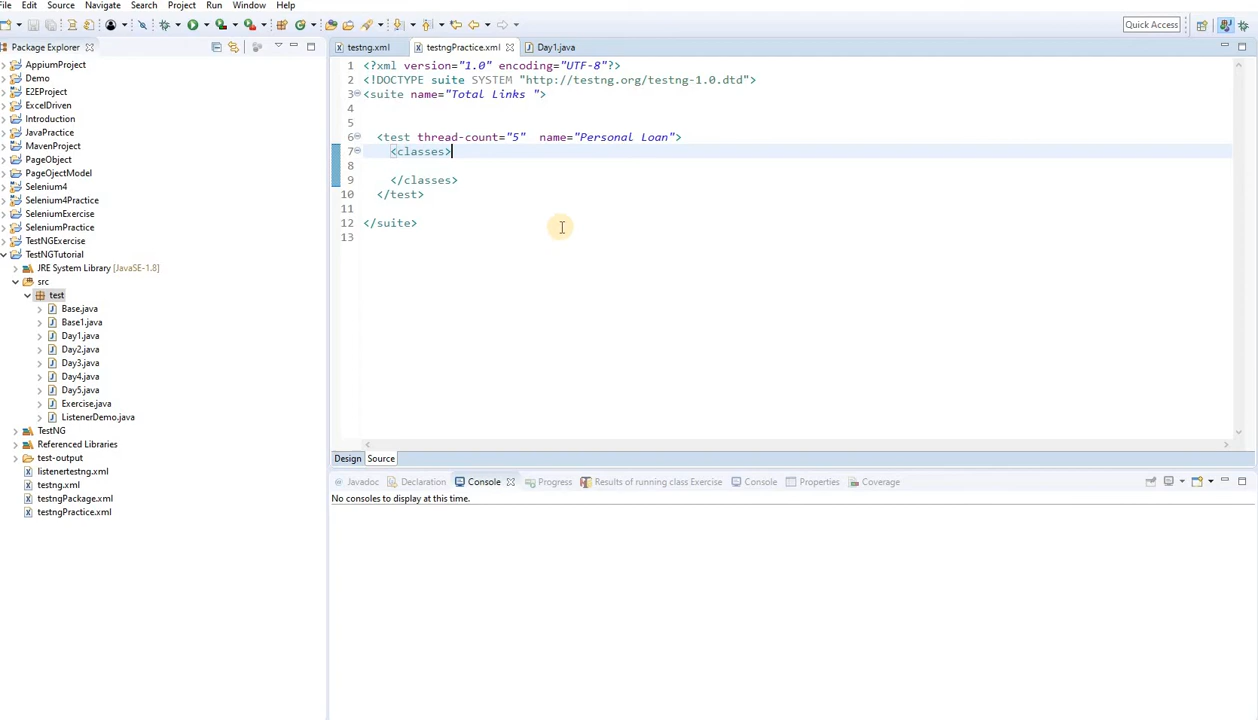 File Edit Source Navigate Search Project Run Window Help
Quick Access
Package Explorer
testng.xml testngPractice.xml Day1.java
AppiumProject
Demo
E2EProject
ExcelDriven
Introduction
JavaPractice
MavenProject
PageObject
PageOjectModel
Selenium4
Selenium4Practice
SeleniumExercise
SeleniumPractice
TestNGExercise
TestNGTutorial
JRE System Library [JavaSE-1.8]
src
test
Base.java
Base1.java
Day1.java
Day2.java
Day3.java
Day4.java
Day5.java
Exercise.java
ListenerDemo.java
TestNG
Referenced Libraries
test-output
listenertestng.xml
testng.xml
testngPackage.xml
testngPractice.xml
1 <?xml version="1.0" encoding="UTF-8"?>
2 <!DOCTYPE suite SYSTEM "http://testng.org/testng-1.0.dtd">
3 <suite name="Total Links ">
4
5
6 <test thread-count="5" name="Personal Loan">
7 <classes>
8
9 </classes>
10 </test>
11
12 </suite>
13
Design Source
Javadoc Declaration Console Progress Results of running class Exercise Console Properties Coverage
No consoles to display at this time.